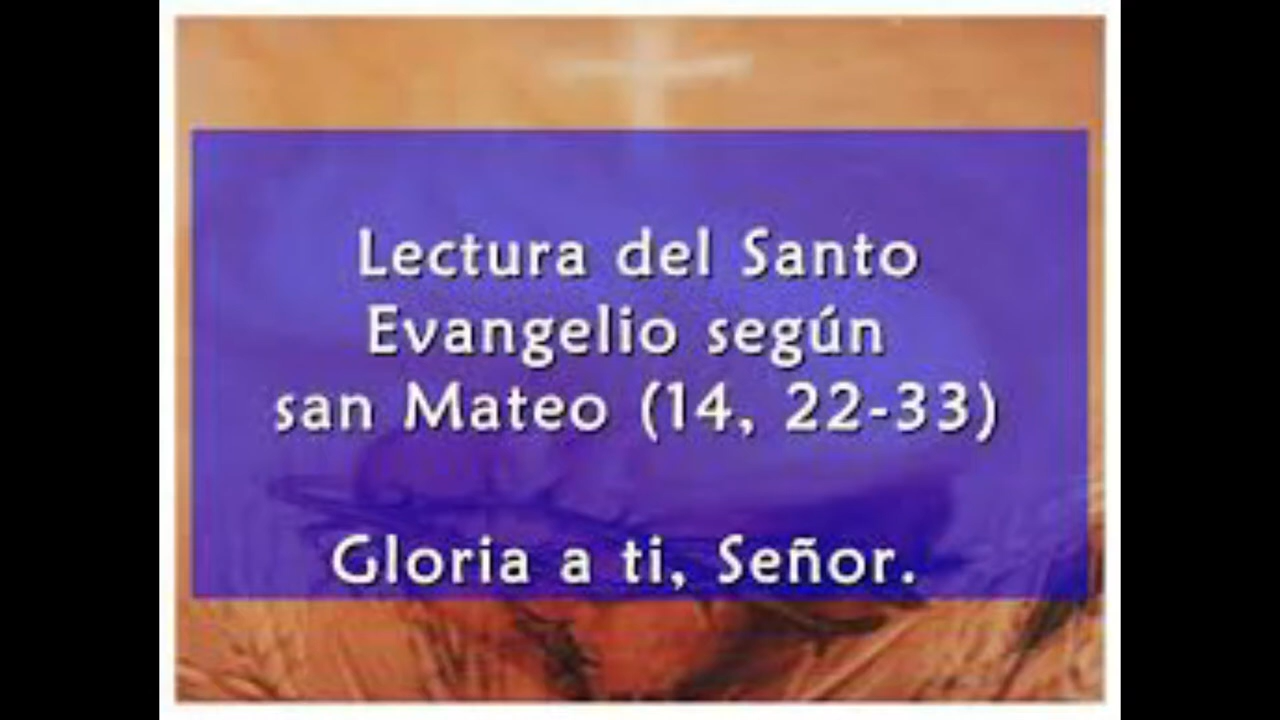 Lectura del Santo
Evangelio según
san Mateo (14, 22-33)
Gloria a ti, Señor.